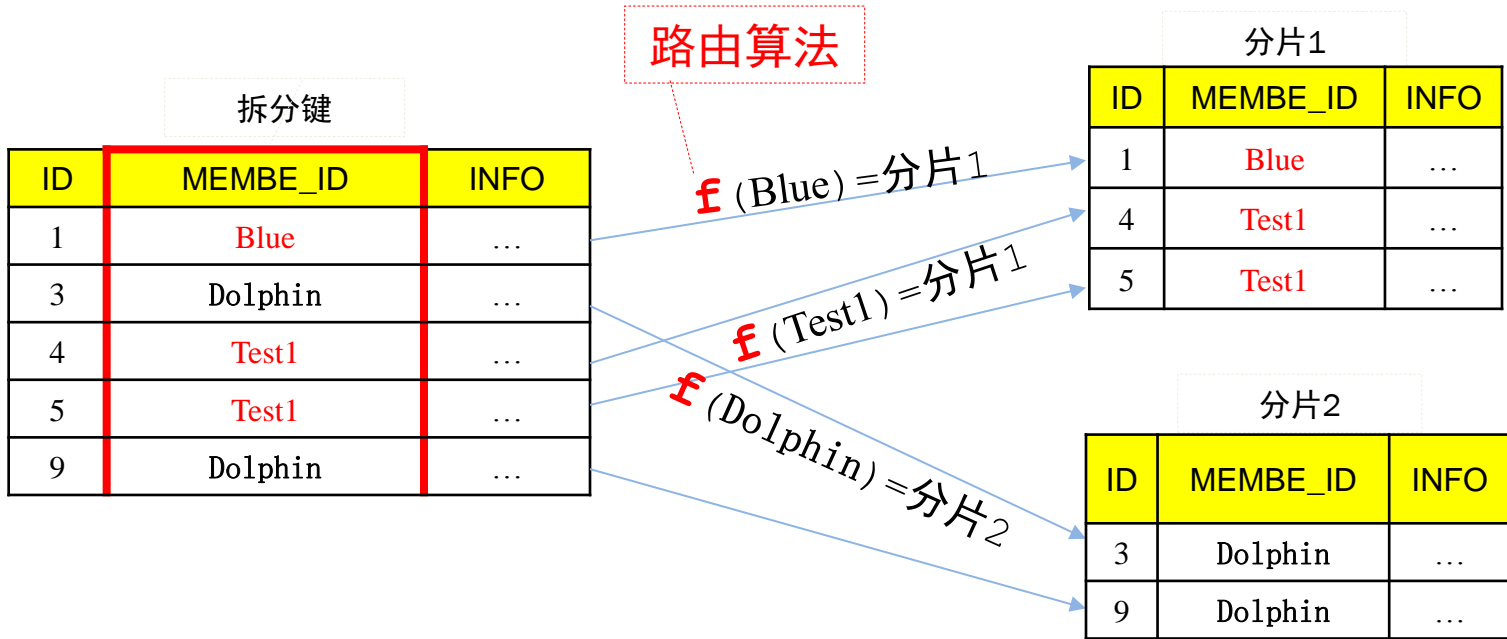 路由算法
拆分键
ID MEMBE_ID INFO
1 Blue …
3 Dolphin …
4 Test1 …
5 Test1 …
9 Dolphin …
f(Blue)=分片1
f(Test1)=分片1
f(Dolphin)=分片2
分片1
ID MEMBE_ID INFO
1 Blue …
4 Test1 …
5 Test1 …
分片2
ID MEMBE_ID INFO
3 Dolphin …
9 Dolphin …